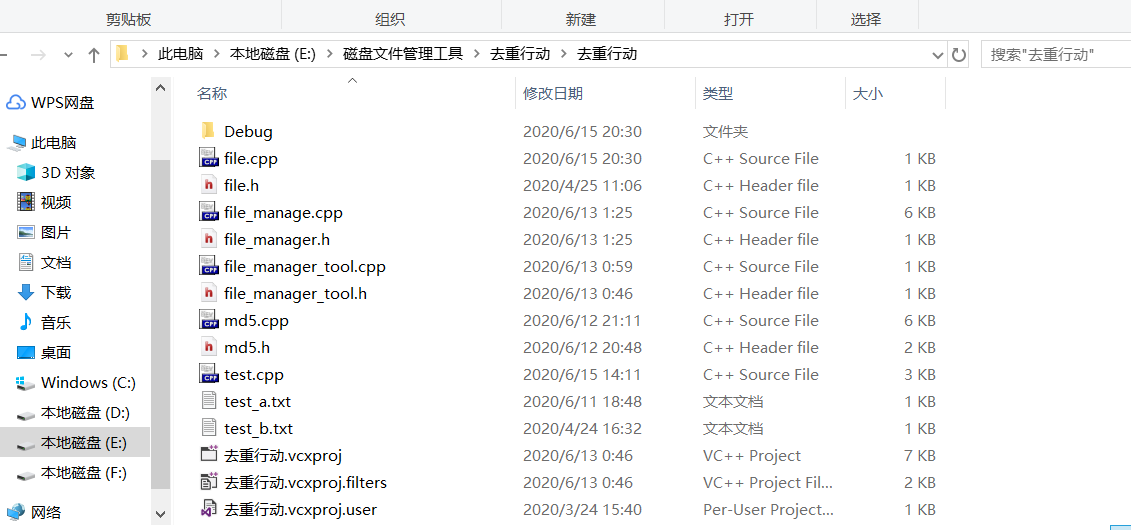 剪贴板 组织 新建 打开 选择
此电脑 本地磁盘 (E:) 磁盘文件管理工具 去重行动 去重行动 搜索"去重行动"
名称 修改日期 类型 大小
WPS网盘
此电脑
3D 对象
视频
图片
文档
下载
音乐
桌面
Windows (C:)
本地磁盘 (D:)
本地磁盘 (E:)
本地磁盘 (F:)
网络
Debug 2020/6/15 20:30 文件夹
file.cpp 2020/6/15 20:30 C++ Source File 1 KB
file.h 2020/4/25 11:06 C++ Header file 1 KB
file_manage.cpp 2020/6/13 1:25 C++ Source File 6 KB
file_manager.h 2020/6/13 1:25 C++ Header file 1 KB
file_manager_tool.cpp 2020/6/13 0:59 C++ Source File 1 KB
file_manager_tool.h 2020/6/13 0:46 C++ Header file 1 KB
md5.cpp 2020/6/12 21:11 C++ Source File 6 KB
md5.h 2020/6/12 20:48 C++ Header file 2 KB
test.cpp 2020/6/15 14:11 C++ Source File 3 KB
test_a.txt 2020/6/11 18:48 文本文档 1 KB
test_b.txt 2020/4/24 16:32 文本文档 1 KB
去重行动.vcxproj 2020/6/13 0:46 VC++ Project 7 KB
去重行动.vcxproj.filters 2020/6/13 0:46 VC++ Project Fil... 2 KB
去重行动.vcxproj.user 2020/3/24 15:40 Per-User Project... 1 KB